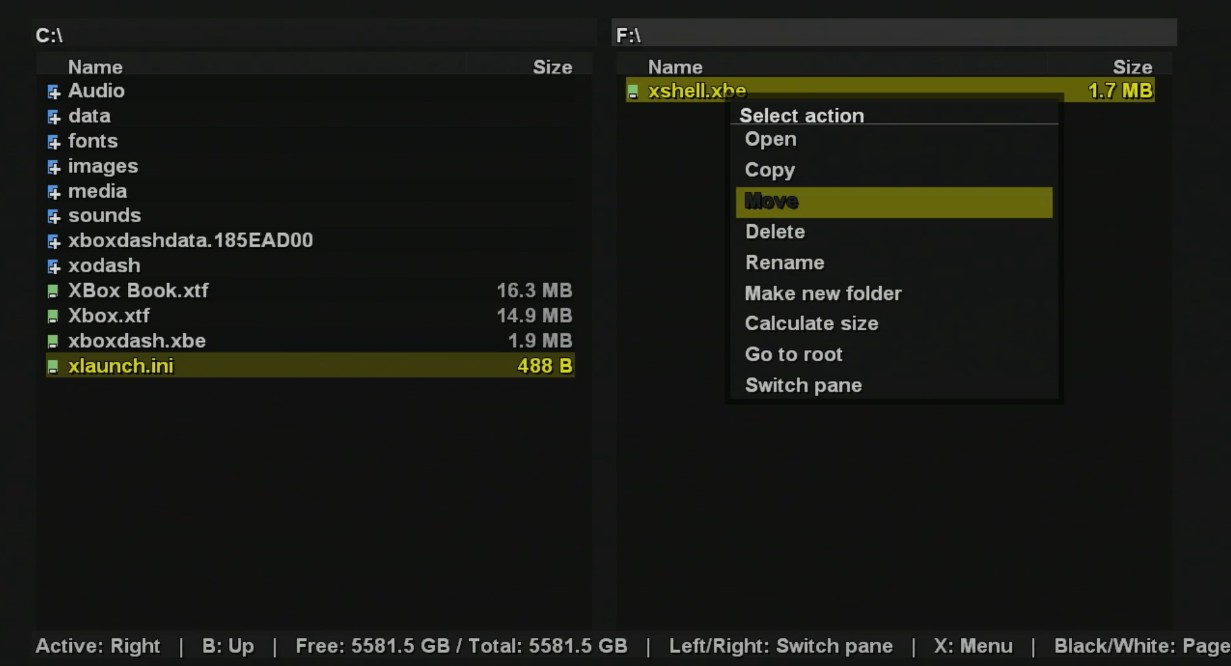 C:\
Name Size
Audio
data
fonts
images
media
sounds
xboxdashdata.185EAD00
xodash
XBox Book.xtf 16.3 MB
Xbox.xtf 14.9 MB
xboxdash.xbe 1.9 MB
xlaunch.ini 488 B
F:\
Name Size
xshell.xbe 1.7 MB
Select action
Open
Copy
Move
Delete
Rename
Make new folder
Calculate size
Go to root
Switch pane
Active: Right | B: Up | Free: 5581.5 GB / Total: 5581.5 GB | Left/Right: Switch pane | X: Menu | Black/White: Page